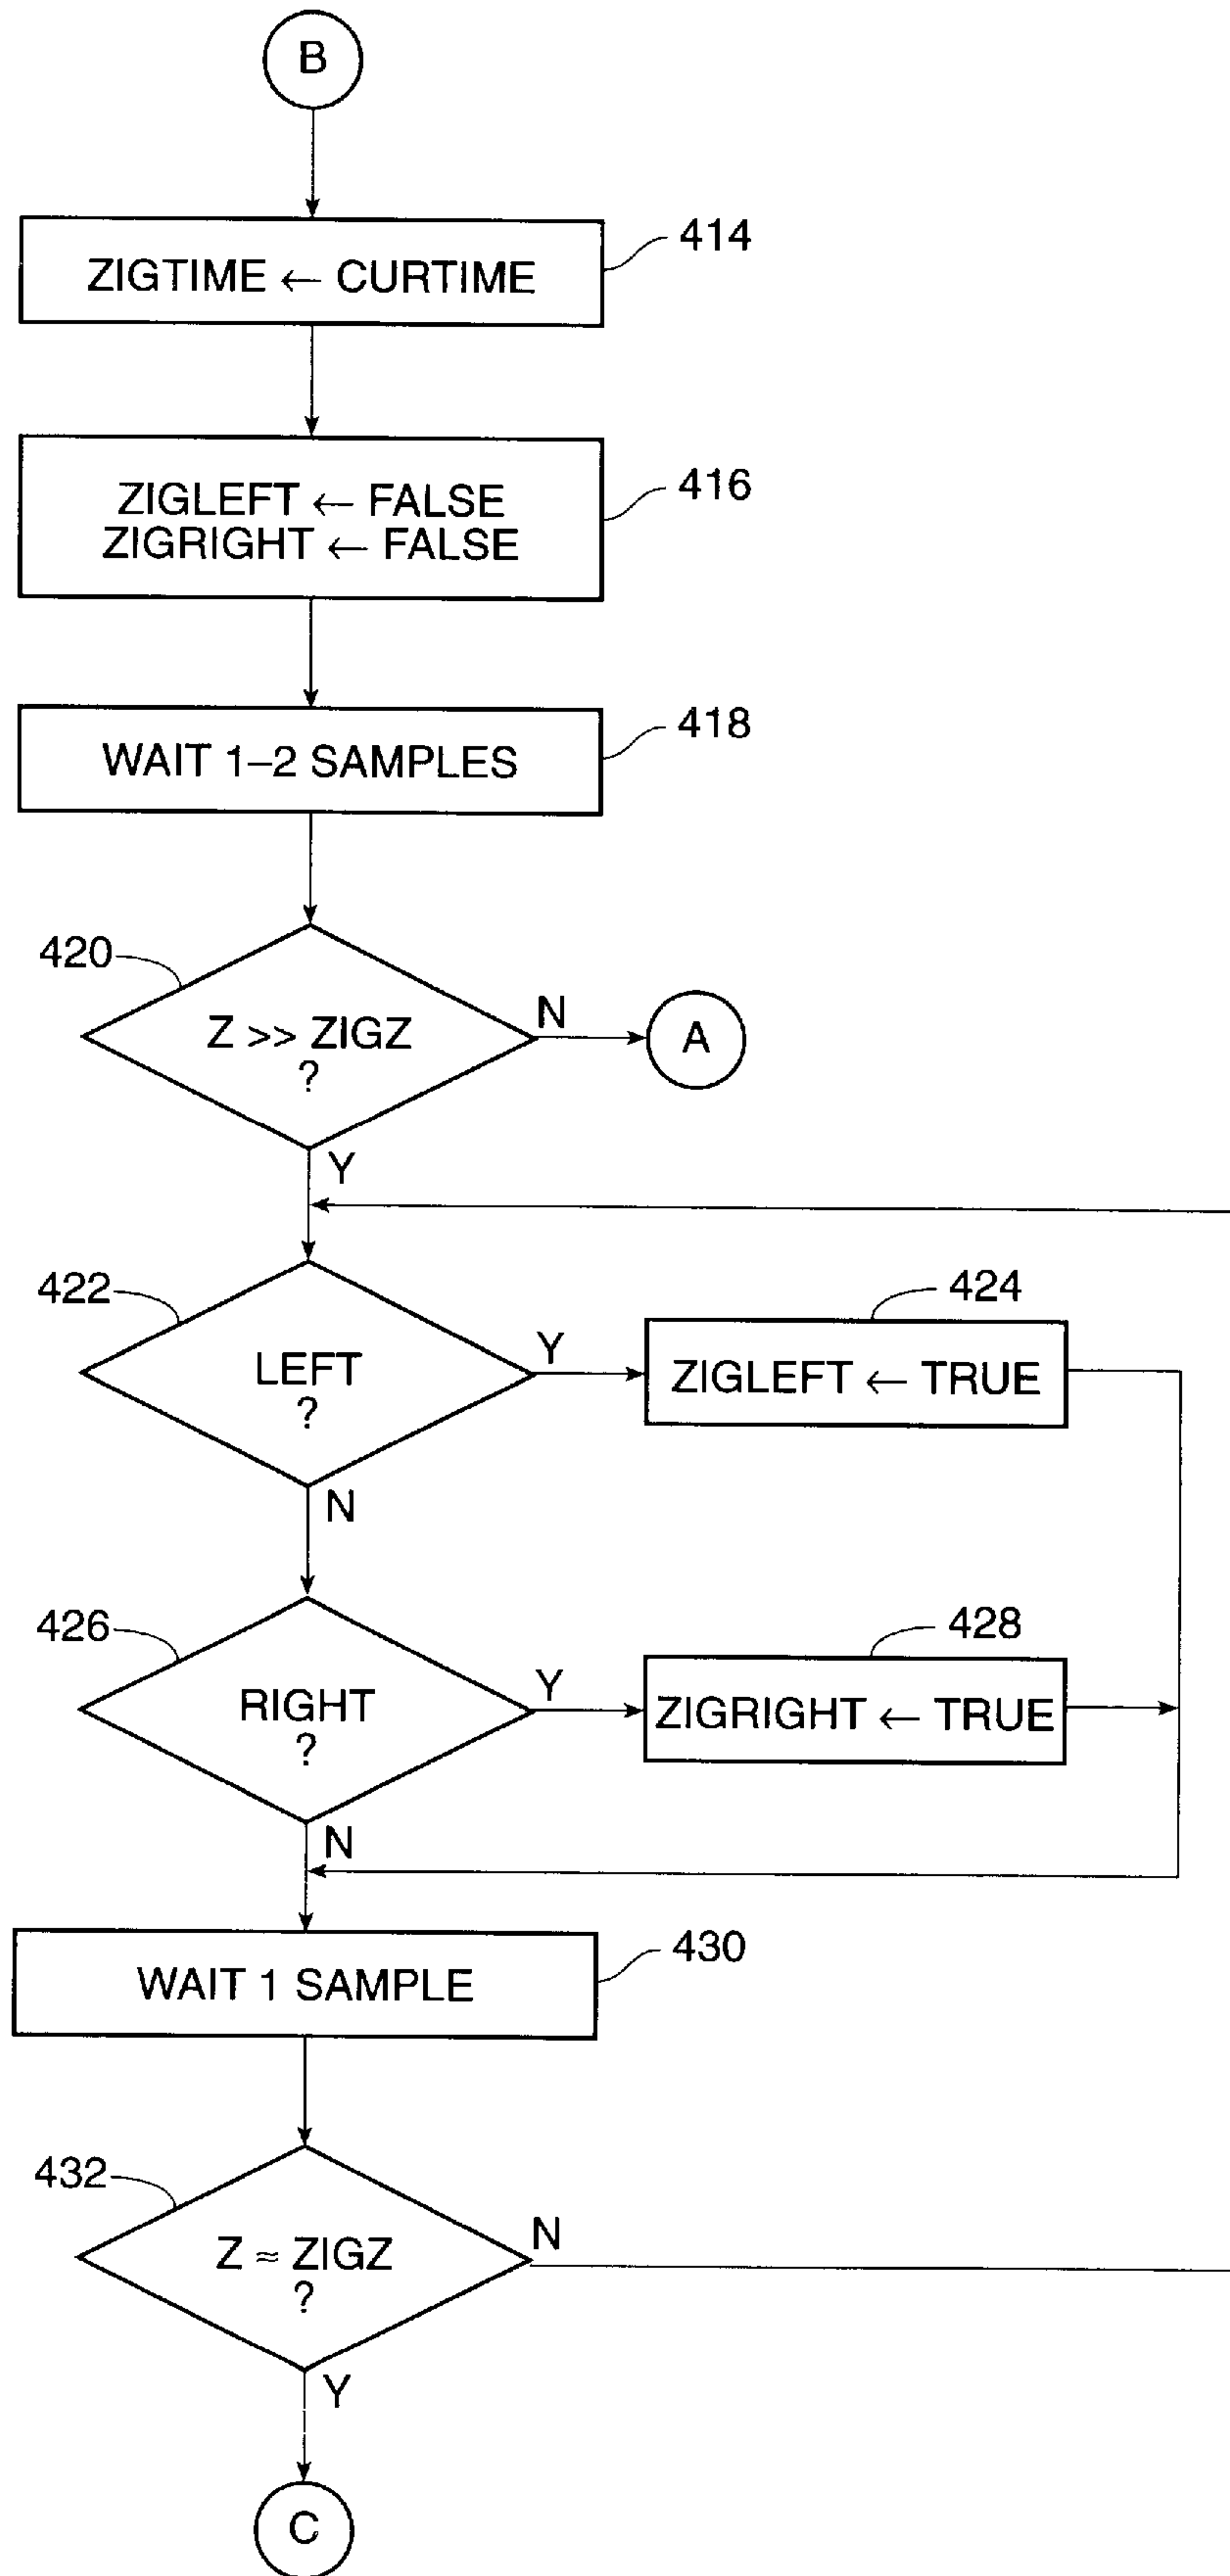 B
414
ZIGTIME ← CURTIME
416
ZIGLEFT ← FALSE
ZIGRIGHT ← FALSE
418
WAIT 1–2 SAMPLES
420
Z >> ZIGZ
?
N
A
Y
422
LEFT
?
Y
424
ZIGLEFT ← TRUE
N
426
RIGHT
?
Y
428
ZIGRIGHT ← TRUE
N
430
WAIT 1 SAMPLE
432
Z ≈ ZIGZ
?
N
Y
C